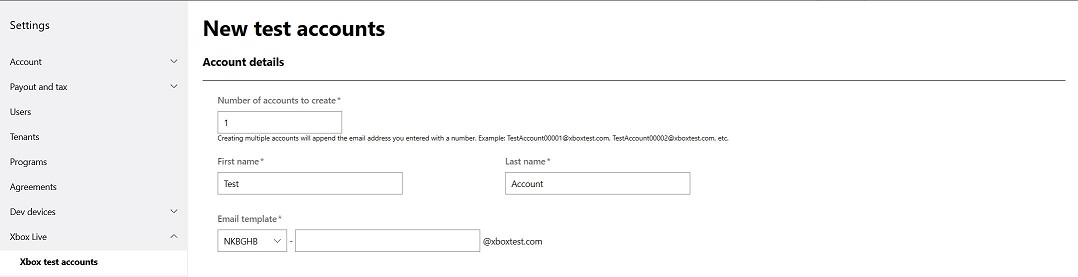 Settings
Account
Payout and tax
Users
Tenants
Programs
Agreements
Dev devices
Xbox Live
Xbox test accounts
New test accounts
Account details
Number of accounts to create*
1
Creating multiple accounts will append the email address you entered with a number. Example: TestAccount00001@xboxtest.com, TestAccount00002@xboxtest.com, etc.
First name* Last name*
Test Account
Email template*
NKBGHB - @xboxtest.com